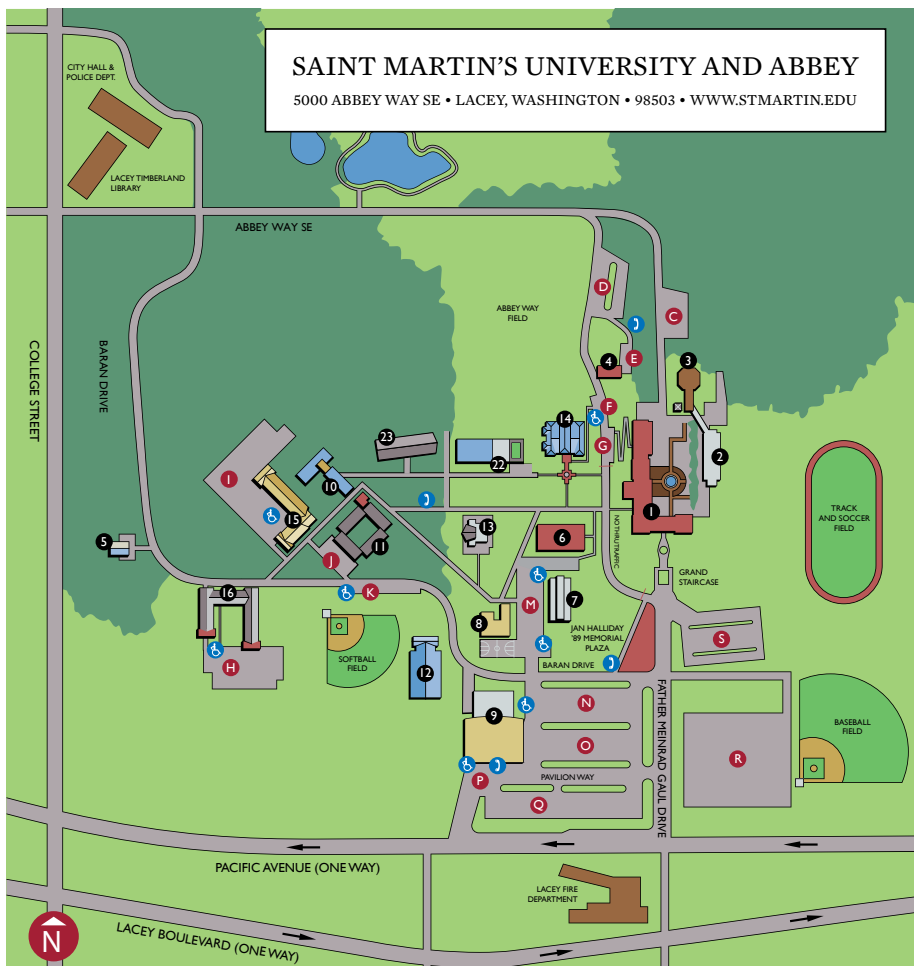 SAINT MARTIN'S UNIVERSITY AND ABBEY
5000 ABBEY WAY SE • LACEY, WASHINGTON • 98503 • WWW.STMARTIN.EDU
CITY HALL &
POLICE DEPT.
LACEY TIMBERLAND
LIBRARY
ABBEY WAY SE
ABBEY WAY
FIELD
COLLEGE STREET
BARAN DRIVE
D
C
E
4
3
F
14
G
23
22
2
I
10
15
1
TRACK
AND SOCCER
FIELD
5
11
13
6
NO THRU TRAFFIC
J
GRAND
STAIRCASE
16
K
M
7
8
JAN HALLIDAY
'89 MEMORIAL
PLAZA
S
H
SOFTBALL
FIELD
12
BARAN DRIVE
N
9
FATHER MEINRAD GAUL DRIVE
BASEBALL
FIELD
O
R
P
PAVILION WAY
Q
PACIFIC AVENUE (ONE WAY)
LACEY FIRE
DEPARTMENT
N
LACEY BOULEVARD (ONE WAY)